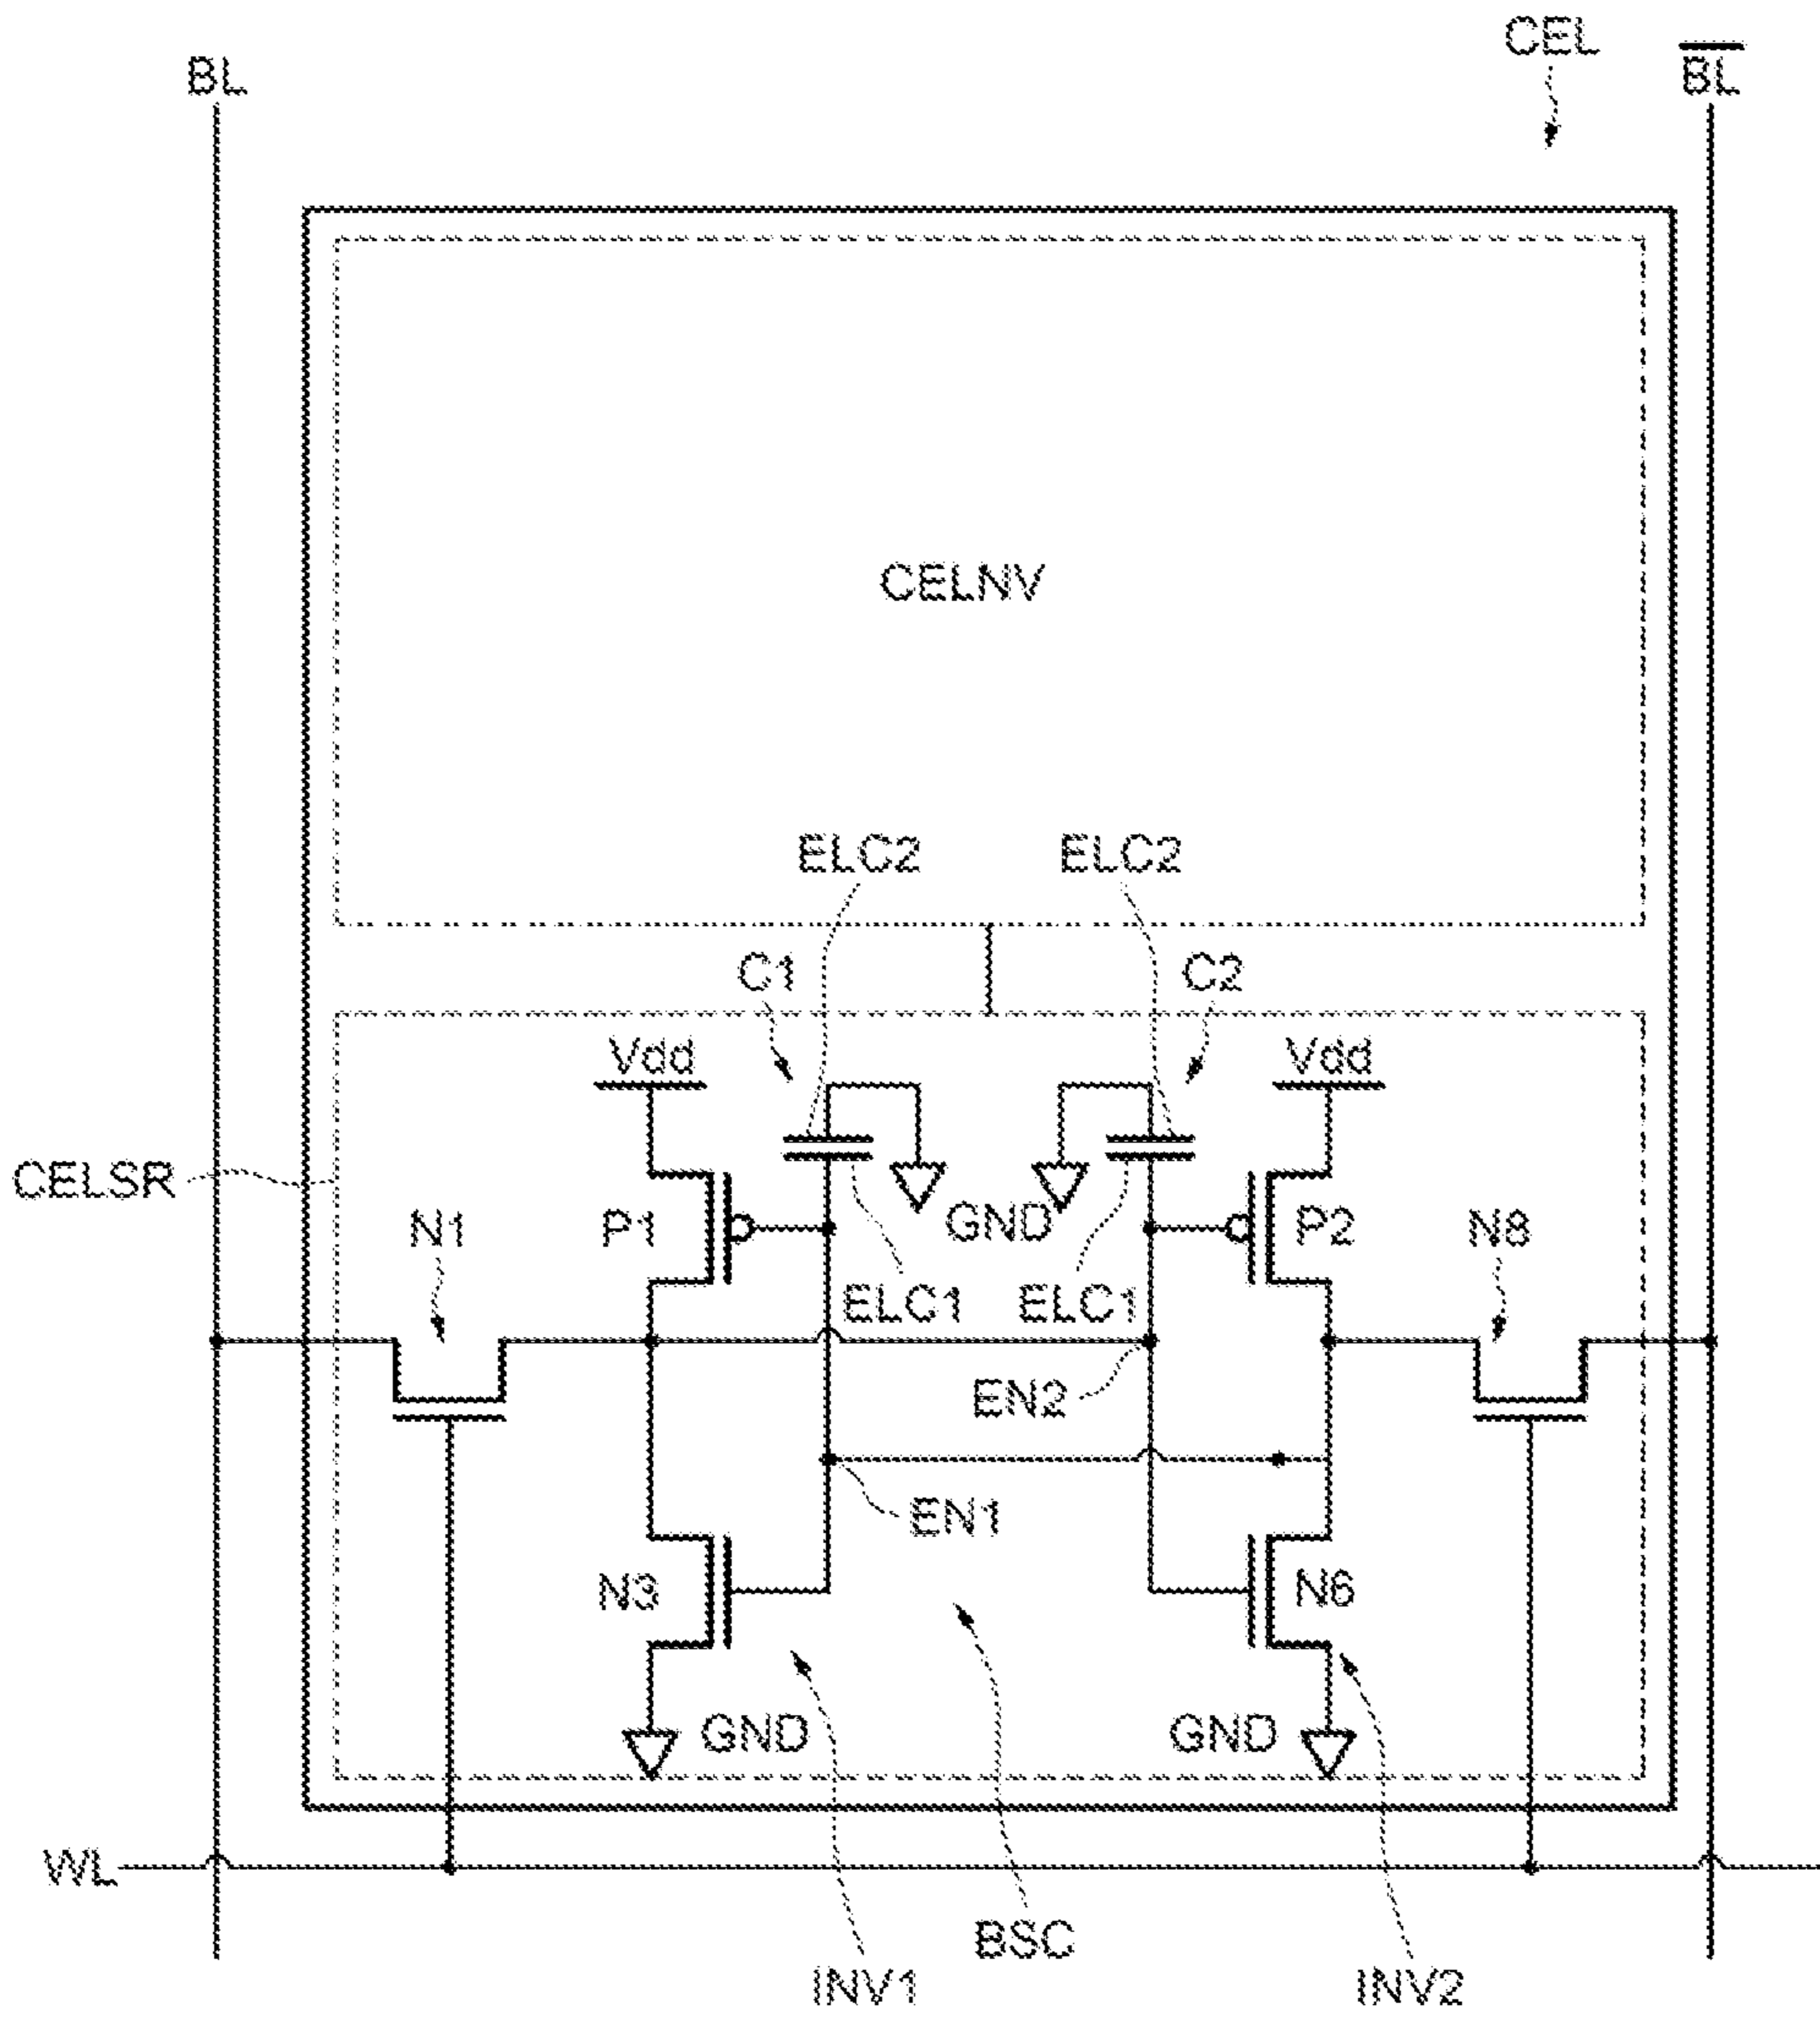 CEL
BL
BL
CELNV
ELC2 ELC2
C1 C2
Vdd Vdd
CELSR
N1 P1 GND P2 N8
ELC1 ELC1
EN2
EN1
N3 N6
GND GND
WL
BSC
INV1 INV2